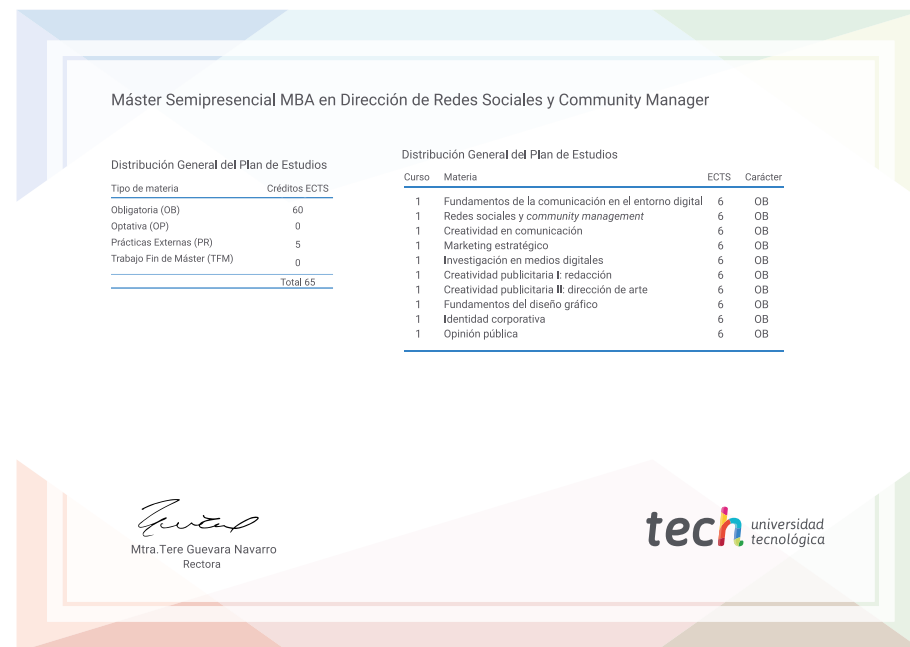 Máster Semipresencial MBA en Dirección de Redes Sociales y Community Manager
Distribución General del Plan de Estudios
Tipo de materia Créditos ECTS
Obligatoria (OB) 60
Optativa (OP) 0
Prácticas Externas (PR) 5
Trabajo Fin de Máster (TFM) 0
Total 65
Distribución General del Plan de Estudios
Curso Materia ECTS Carácter
1 Fundamentos de la comunicación en el entorno digital 6 OB
1 Redes sociales y community management 6 OB
1 Creatividad en comunicación 6 OB
1 Marketing estratégico 6 OB
1 Investigación en medios digitales 6 OB
1 Creatividad publicitaria I: redacción 6 OB
1 Creatividad publicitaria II: dirección de arte 6 OB
1 Fundamentos del diseño gráfico 6 OB
1 Identidad corporativa 6 OB
1 Opinión pública 6 OB
Mtra.Tere Guevara Navarro
Rectora
tech universidad
tecnológica